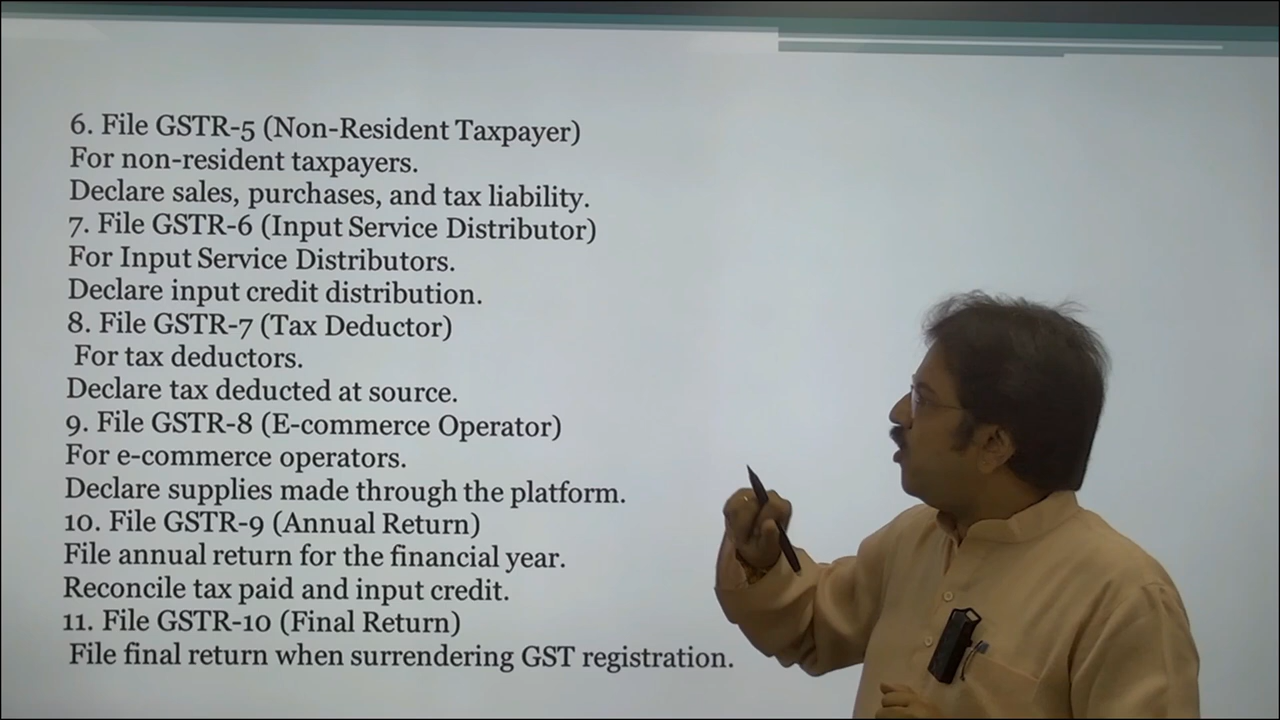 6. File GSTR-5 (Non-Resident Taxpayer)
For non-resident taxpayers.
Declare sales, purchases, and tax liability.
7. File GSTR-6 (Input Service Distributor)
For Input Service Distributors.
Declare input credit distribution.
8. File GSTR-7 (Tax Deductor)
For tax deductors.
Declare tax deducted at source.
9. File GSTR-8 (E-commerce Operator)
For e-commerce operators.
Declare supplies made through the platform.
10. File GSTR-9 (Annual Return)
File annual return for the financial year.
Reconcile tax paid and input credit.
11. File GSTR-10 (Final Return)
File final return when surrendering GST registration.